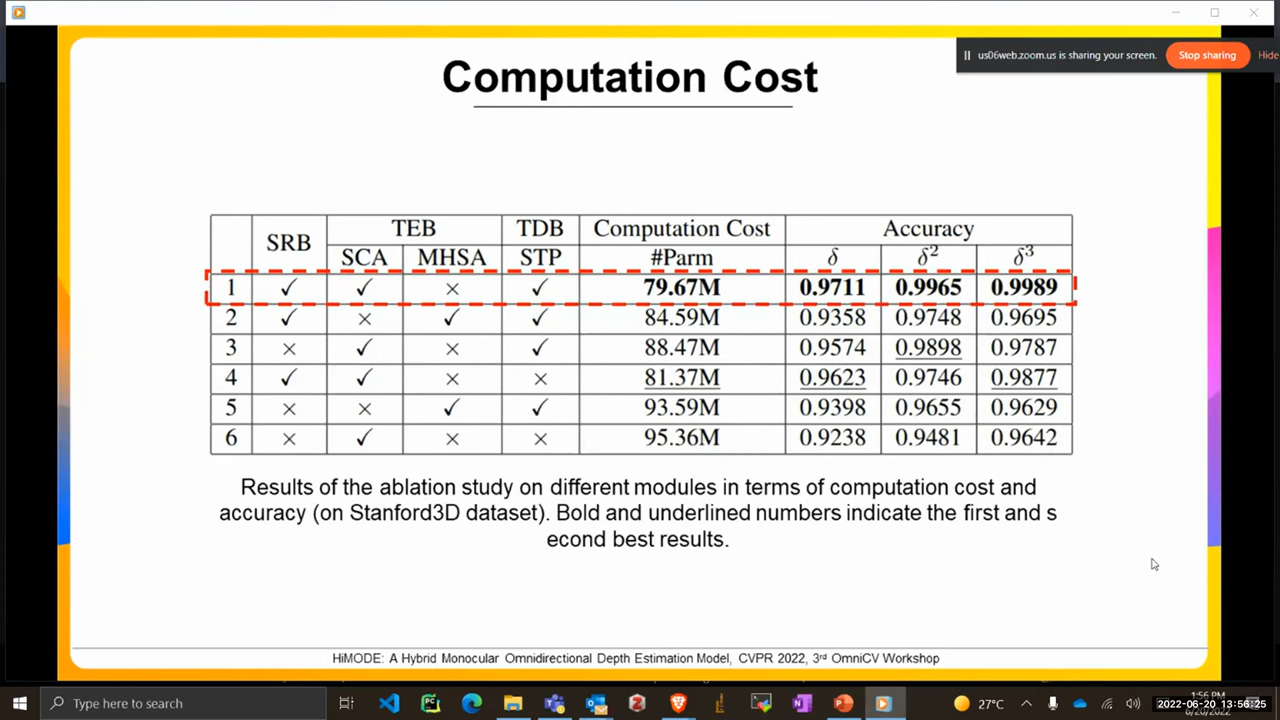 us06web.zoom.us is sharing your screen. Stop sharing Hide
Computation Cost
SRB TEB TDB Computation Cost Accuracy
SCA MHSA STP #Parm δ δ² δ³
1 ✓ ✓ × ✓ 79.67M 0.9711 0.9965 0.9989
2 ✓ × ✓ ✓ 84.59M 0.9358 0.9748 0.9695
3 × ✓ × ✓ 88.47M 0.9574 0.9898 0.9787
4 ✓ ✓ × × 81.37M 0.9623 0.9746 0.9877
5 × × ✓ ✓ 93.59M 0.9398 0.9655 0.9629
6 × ✓ × × 95.36M 0.9238 0.9481 0.9642
Results of the ablation study on different modules in terms of computation cost and
accuracy (on Stanford3D dataset). Bold and underlined numbers indicate the first and s
econd best results.
HiMODE: A Hybrid Monocular Omnidirectional Depth Estimation Model, CVPR 2022, 3rd OmniCV Workshop
Type here to search
27°C
1:56 PM
2022-06-20 13:56:25